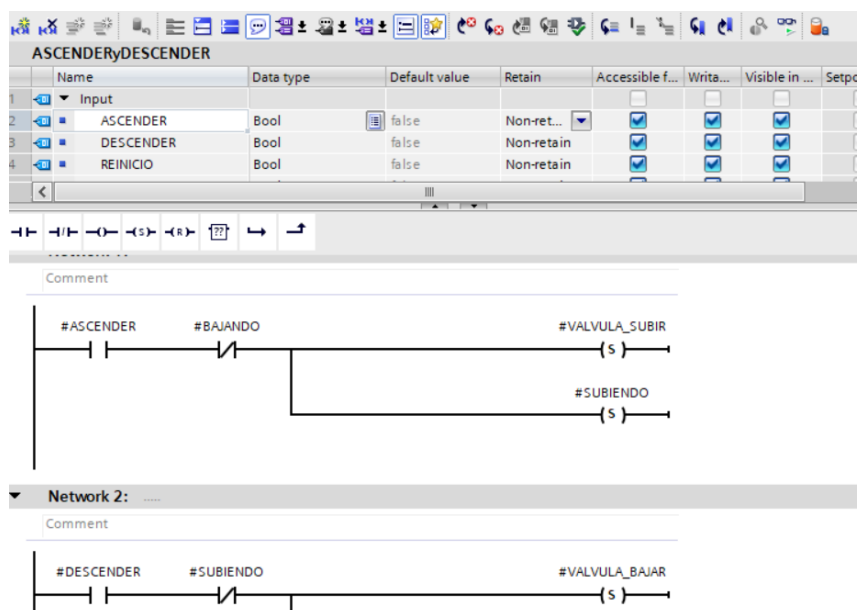 ASCENDERyDESCENDER
Name Data type Default value Retain Accessible f... Writa... Visible in ...
1 Input
2 ASCENDER Bool false Non-ret...
3 DESCENDER Bool false Non-retain
4 REINICIO Bool false Non-retain
Comment
#ASCENDER #BAJANDO #VALVULA_SUBIR
S
#SUBIENDO
S
Network 2: .....
Comment
#DESCENDER #SUBIENDO #VALVULA_BAJAR
S